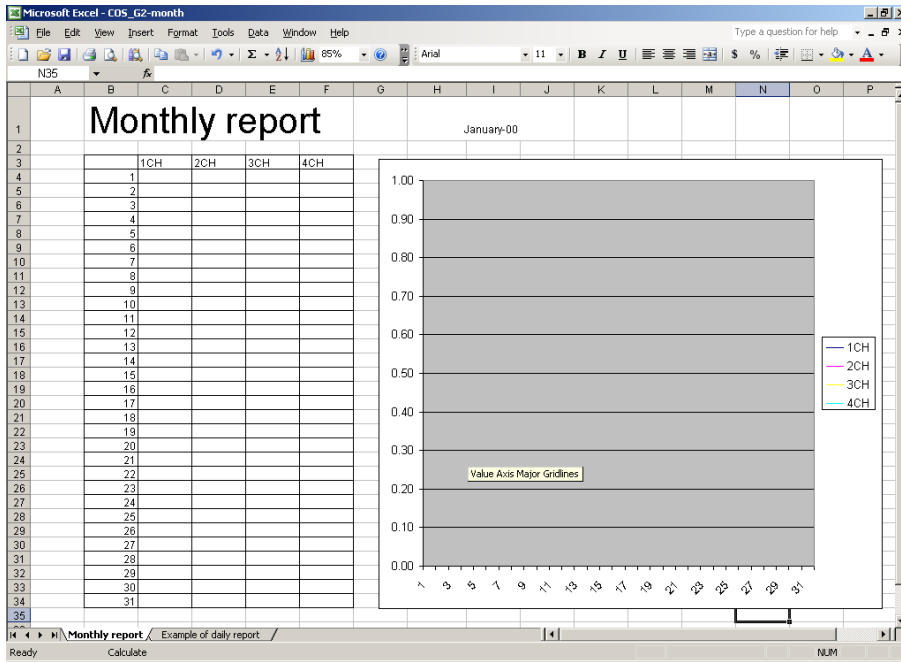 Microsoft Excel - COS_G2-month
File Edit View Insert Format Tools Data Window Help Type a question for help
85% Arial 11 B I U $ %
N35 fx
A B C D E F G H I J K L M N O P
1 Monthly report January-00
2
3 1CH 2CH 3CH 4CH
4 1
5 2
6 3
7 4
8 5
9 6
10 7
11 8
12 9
13 10
14 11
15 12
16 13
17 14
18 15
19 16
20 17
21 18
22 19
23 20
24 21
25 22
26 23
27 24
28 25
29 26
30 27
31 28
32 29
33 30
34 31
35
1.00
0.90
0.80
0.70
0.60
0.50
0.40
0.30
0.20
0.10
0.00
1 3 5 7 9 11 13 15 17 19 21 23 25 27 29 31
1CH
2CH
3CH
4CH
Value Axis Major Gridlines
Monthly report Example of daily report
Ready Calculate NUM